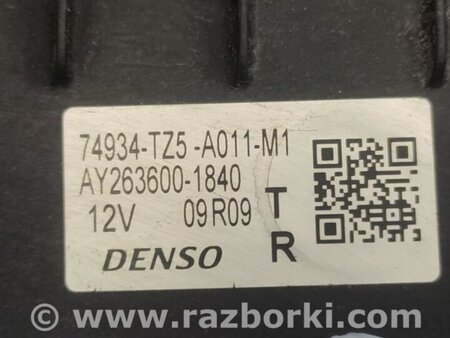 74934-TZ5-A011-M1
AY263600-1840
12V 09R09 T
DENSO R
© www.razborki.com